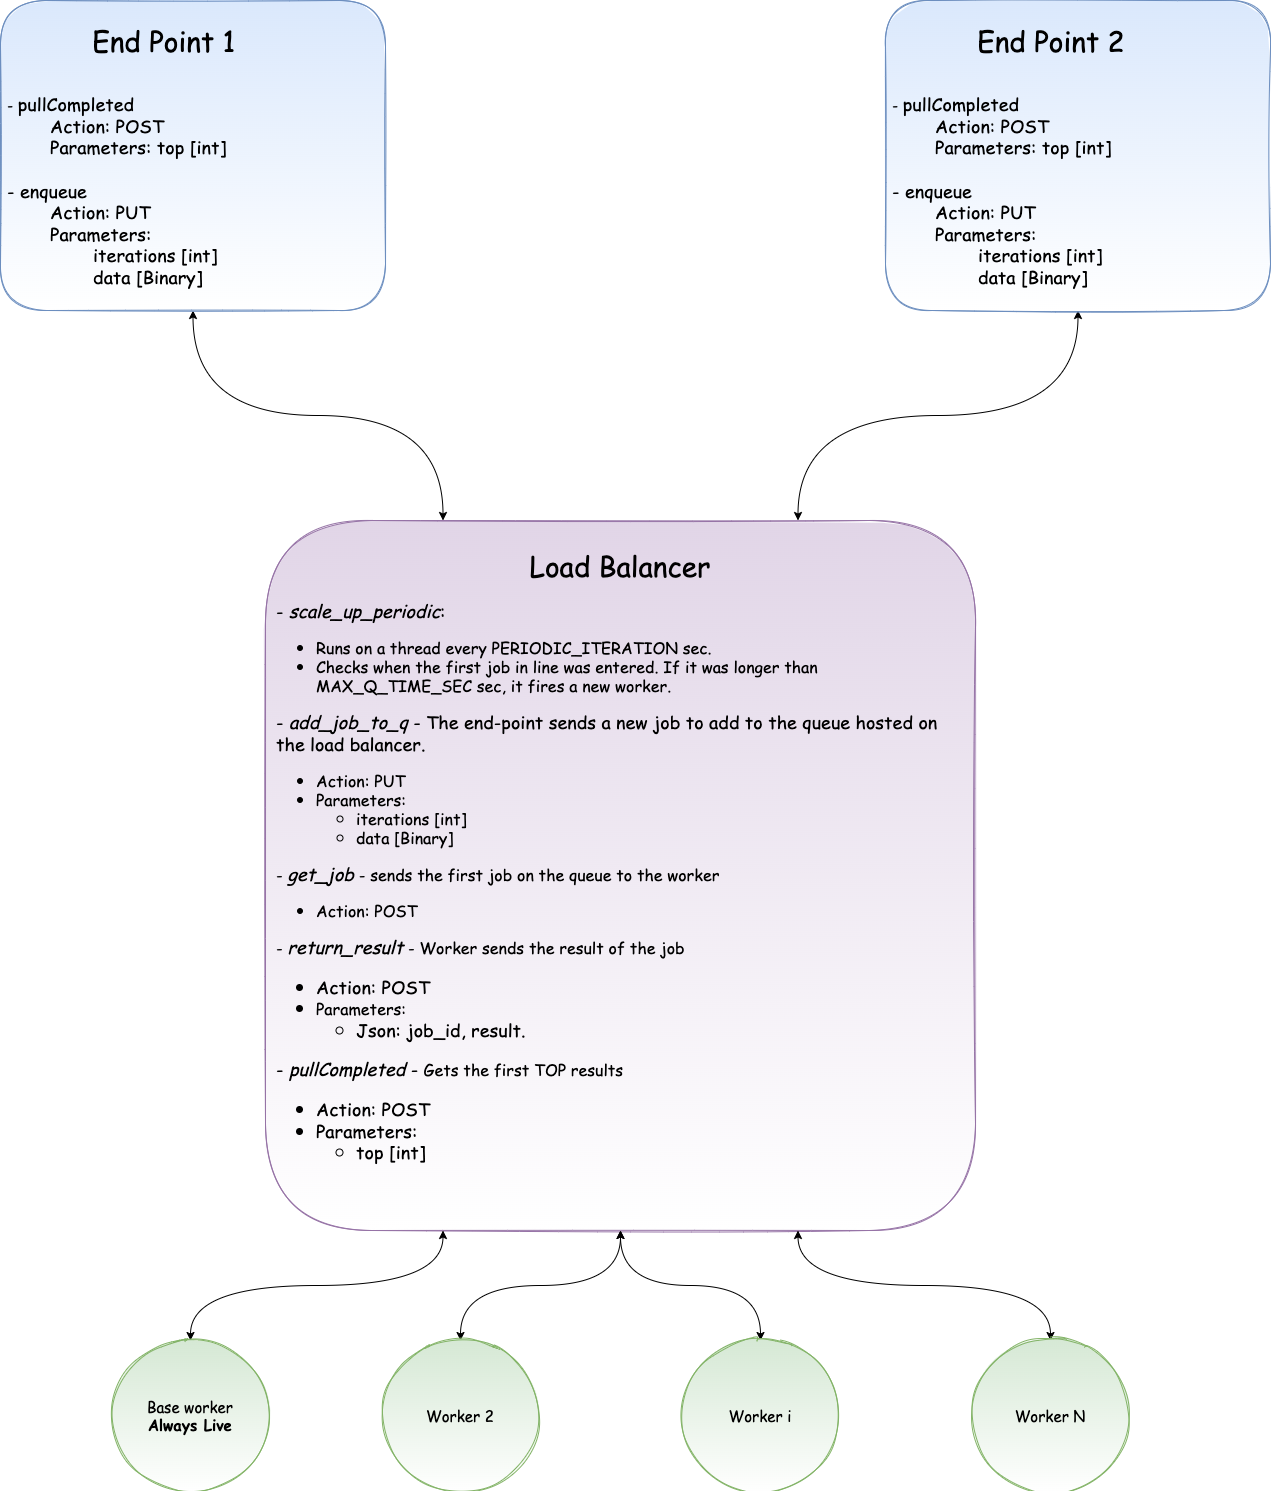 End Point 1
- pullCompleted
Action: POST
Parameters: top [int]
- enqueue
Action: PUT
Parameters:
iterations [int]
data [Binary]
End Point 2
- pullCompleted
Action: POST
Parameters: top [int]
- enqueue
Action: PUT
Parameters:
iterations [int]
data [Binary]
Load Balancer
- scale_up_periodic:
• Runs on a thread every PERIODIC_ITERATION sec.
• Checks when the first job in line was entered. If it was longer than
MAX_Q_TIME_SEC sec, it fires a new worker.
- add_job_to_q - The end-point sends a new job to add to the queue hosted on
the load balancer.
• Action: PUT
• Parameters:
○ iterations [int]
○ data [Binary]
- get_job - sends the first job on the queue to the worker
• Action: POST
- return_result - Worker sends the result of the job
• Action: POST
• Parameters:
○ Json: job_id, result.
- pullCompleted - Gets the first TOP results
• Action: POST
• Parameters:
○ top [int]
Base worker
Always Live
Worker 2
Worker i
Worker N